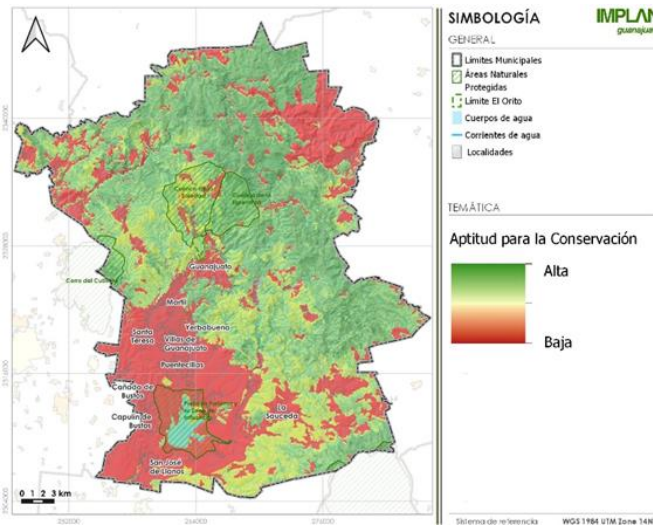 SIMBOLOGÍA
IMPLAN
guanajuato
GENERAL
Límites Municipales
Áreas Naturales
Protegidas
Límite El Orito
Cuerpos de agua
Corrientes de agua
Localidades
TEMÁTICA
Aptitud para la Conservación
Alta
Baja
Guanajuato
Marfil
Yerbabuena
Santa
Teresa
Villas de
Guanajuato
Puentecillas
Cañada de
Bustos
Capulín de
Bustos
La
Sauceda
San José
de Llanos
0 1 2 3 km
Sistema de referencia
WGS 1984 UTM Zone 14N